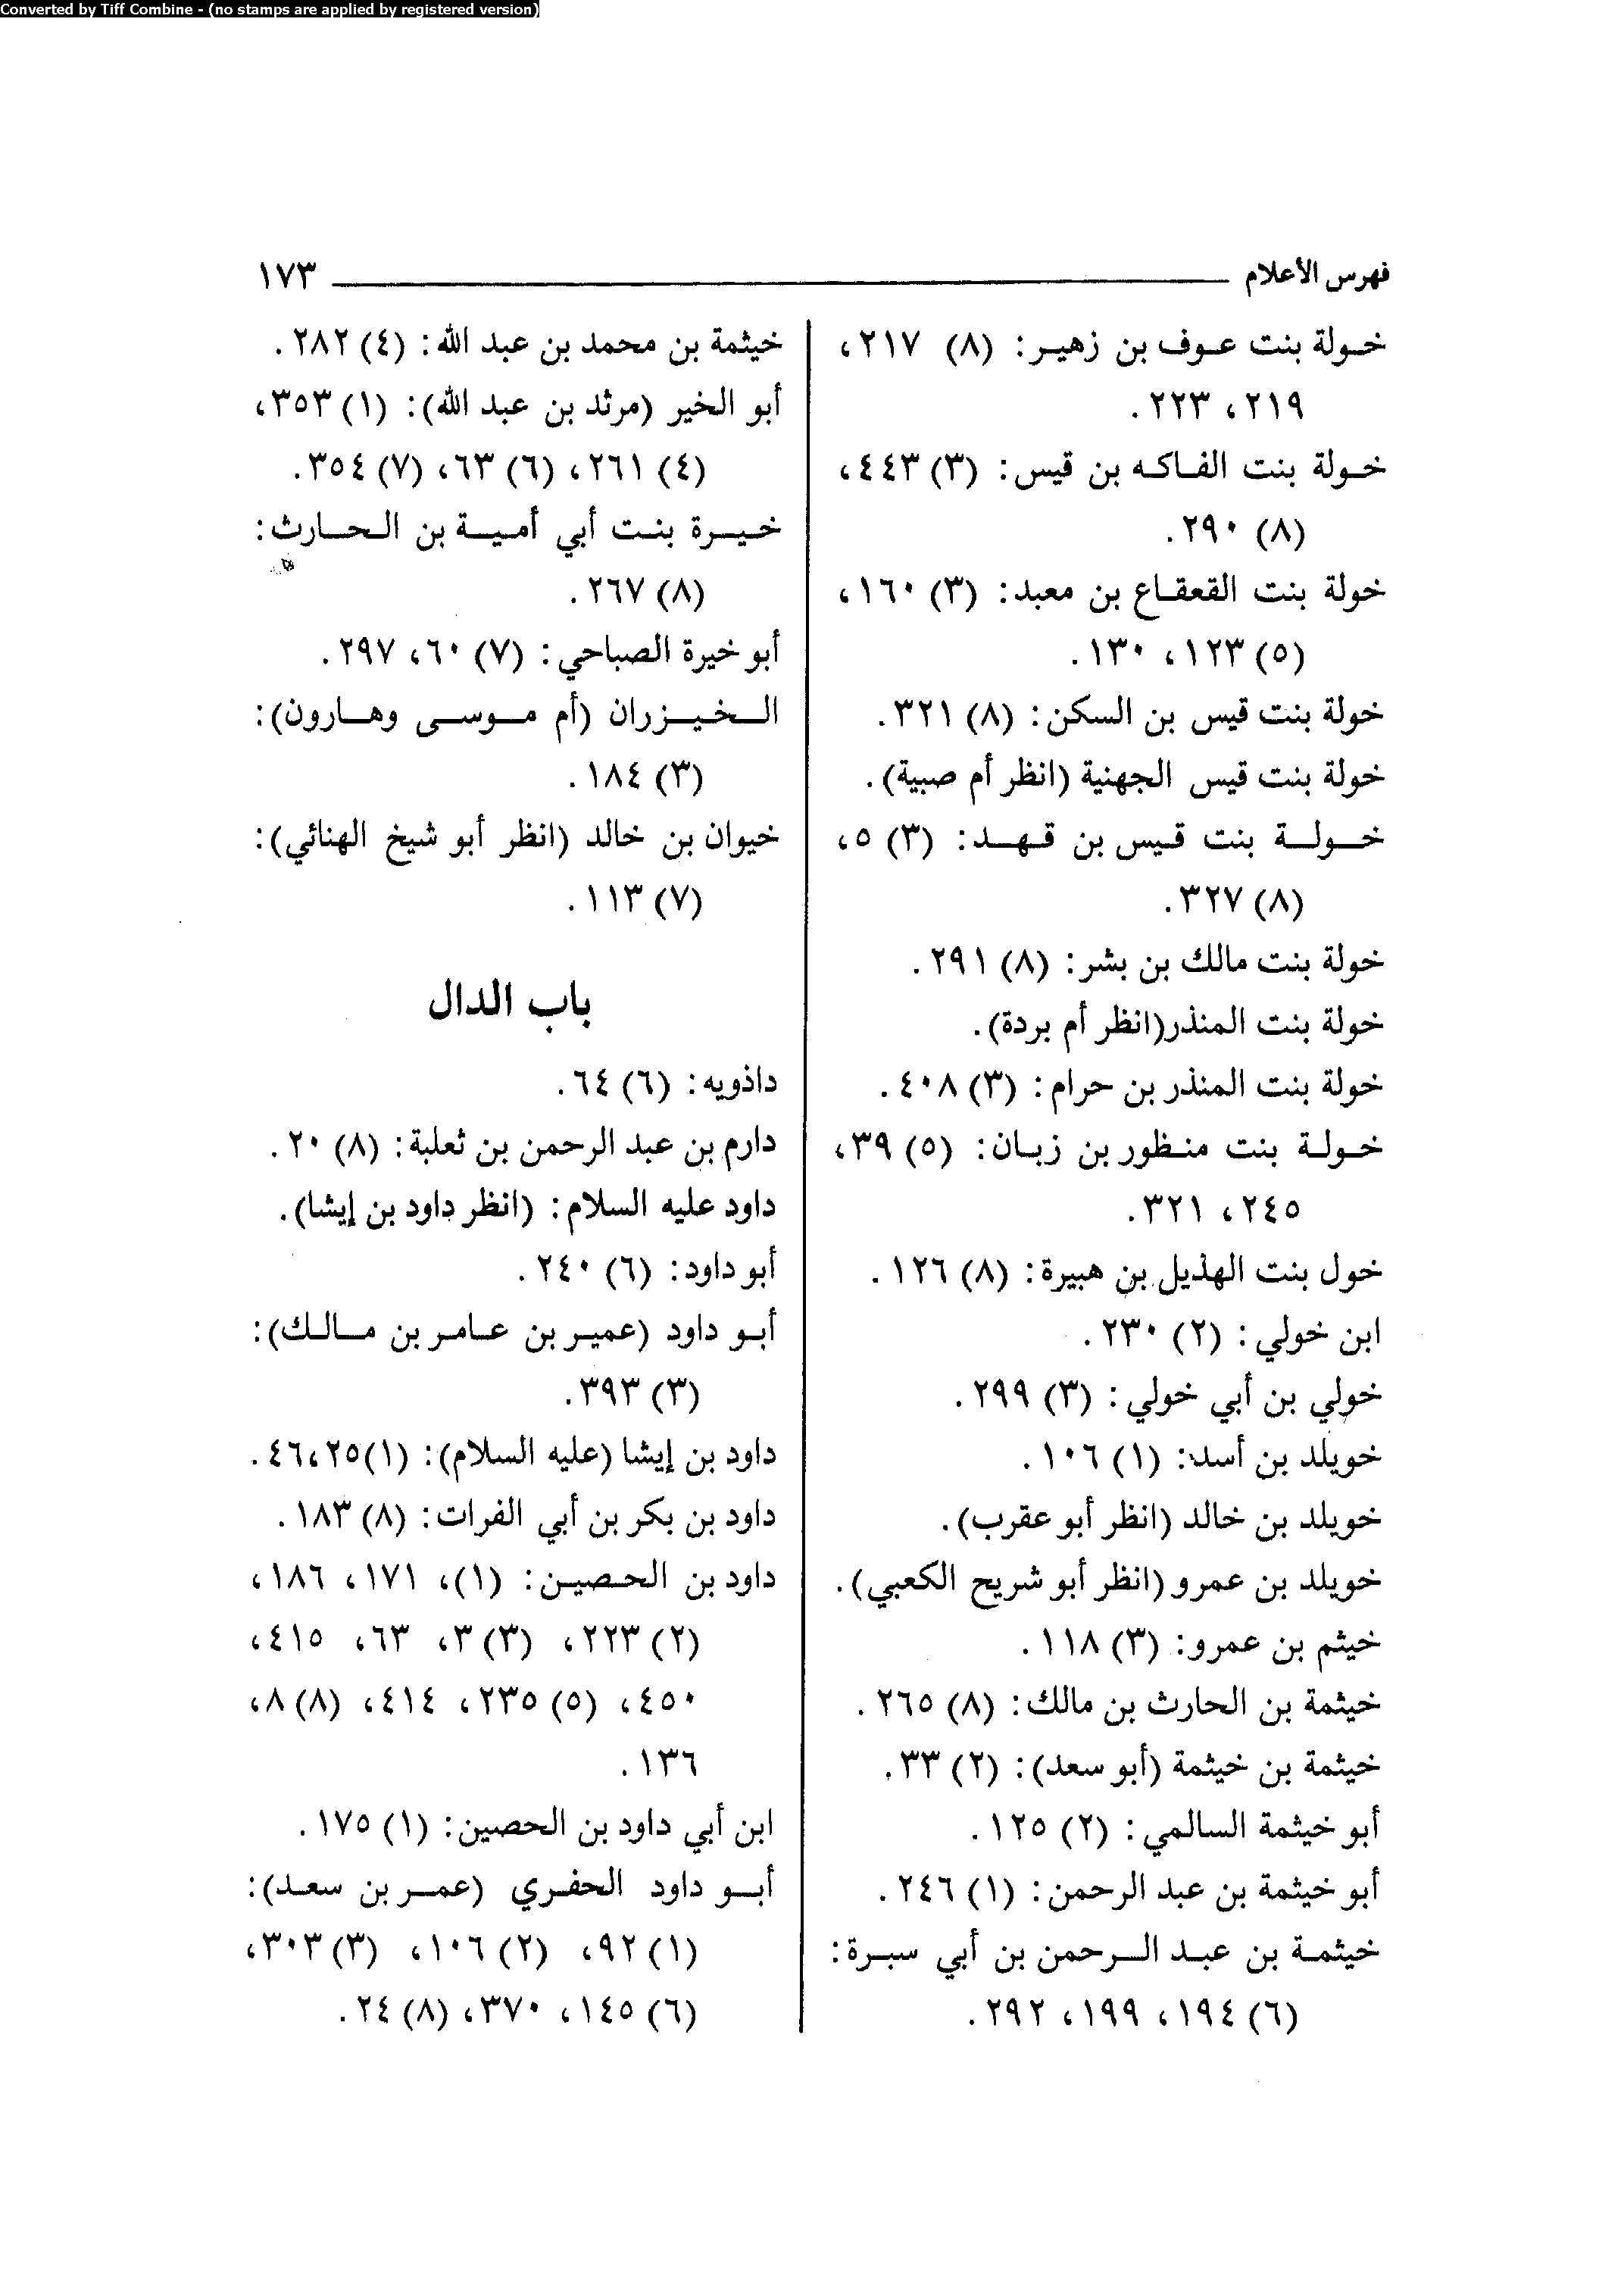 Converted by Tiff Combine - (no stamps are applied by registered version)
فهرس الأعلام ١٧٣
خولة بنت عوف بن زهير: (٨) ٢١٧،
٢١٩، ٢٢٣.
خولة بنت الفاكه بن قيس: (٣) ٤٤٣،
(٨) ٢٩٠.
خولة بنت القعقاع بن معبد: (٣) ١٦٠،
(٥) ١٢٣، ١٣٠.
خولة بنت قيس بن السكن: (٨) ٣٢١.
خولة بنت قيس الجهنية (انظر أم صبية).
خولة بنت قيس بن قهد: (٣) ٥،
(٨) ٣٢٧.
خولة بنت مالك بن بشر: (٨) ٢٩١.
خولة بنت المنذر(انظر أم بردة).
خولة بنت المنذر بن حرام: (٣) ٤٠٨.
خولة بنت منظور بن زبان: (٥) ٣٩،
٢٤٥، ٣٢١.
خول بنت الهذيل بن هبيرة: (٨) ١٢٦.
ابن خولي: (٢) ٢٣٠.
خولي بن أبي خولي: (٣) ٢٩٩.
خويلد بن أسد: (١) ١٠٦.
خويلد بن خالد (انظر أبو عقرب).
خويلد بن عمرو (انظر أبو شريح الكعبي).
خيثم بن عمرو: (٣) ١١٨.
خيثمة بن الحارث بن مالك: (٨) ٢٦٥.
خيثمة بن خيثمة (أبو سعد): (٢) ٣٣.
أبو خيثمة السالمي: (٢) ١٢٥.
أبو خيثمة بن عبد الرحمن: (١) ٢٤٦.
خيثمة بن عبد الرحمن بن أبي سبرة:
(٦) ١٩٤، ١٩٩، ٢٩٢.
خيثمة بن محمد بن عبد الله: (٤) ٢٨٢.
أبو الخير (مرثد بن عبد الله): (١) ٣٥٣،
(٤) ٢٦١، (٦) ٦٣، (٧) ٣٥٤.
خيرة بنت أبي أمية بن الحارث:
(٨) ٢٦٧.
أبو خيرة الصباحي: (٧) ٦٠، ٢٩٧.
الخيزران (أم موسى وهارون):
(٣) ١٨٤.
خيوان بن خالد (انظر أبو شيخ الهنائي):
(٧) ١١٣.
باب الدال
داذويه: (٦) ٦٤.
دارم بن عبد الرحمن بن ثعلبة: (٨) ٢٠.
داود عليه السلام: (انظر داود بن إيشا).
أبو داود: (٦) ٢٤٠.
أبو داود (عمير بن عامر بن مالك):
(٣) ٣٩٣.
داود بن إيشا (عليه السلام): (١) ٢٥، ٤٦.
داود بن بكر بن أبي الفرات: (٨) ١٨٣.
داود بن الحصين: (١)، ١٧١، ١٨٦،
(٢) ٢٢٣، (٣) ٣، ٦٣، ٤١٥،
٤٥٠، (٥) ٢٣٥، ٤١٤، (٨) ٨،
١٣٦.
ابن أبي داود بن الحصين: (١) ١٧٥.
أبو داود الحفري (عمر بن سعد):
(١) ٩٢، (٢) ١٠٦، (٣) ٣٠٣،
(٦) ١٤٥، ٣٧٠، (٨) ٢٤.